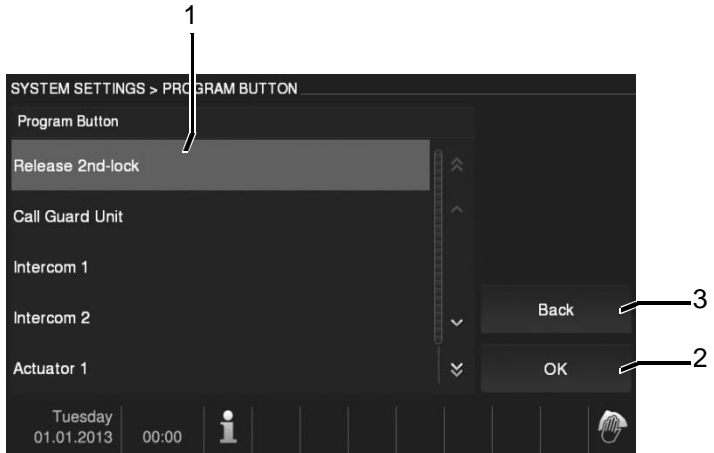 1
SYSTEM SETTINGS > PROGRAM BUTTON
Program Button
Release 2nd-lock
Call Guard Unit
Intercom 1
Intercom 2
Actuator 1
Back
3
OK
2
Tuesday
01.01.2013
00:00
i